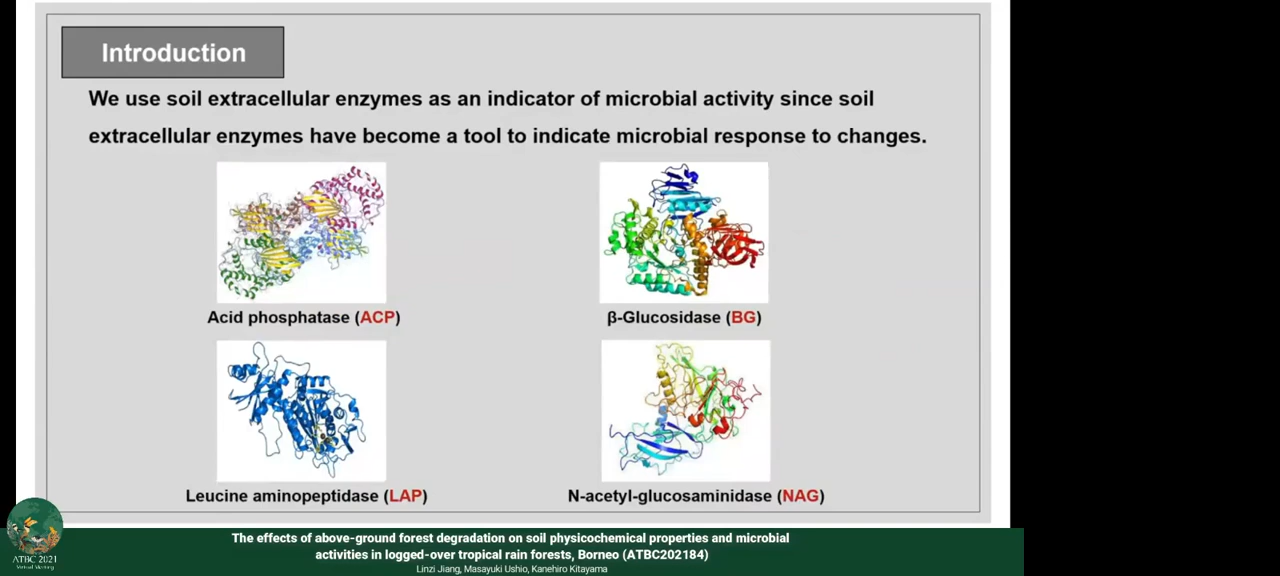 Introduction
We use soil extracellular enzymes as an indicator of microbial activity since soil
extracellular enzymes have become a tool to indicate microbial response to changes.
Acid phosphatase (ACP)
β-Glucosidase (BG)
Leucine aminopeptidase (LAP)
N-acetyl-glucosaminidase (NAG)
ATBC 2021
Virtual Meeting
The effects of above-ground forest degradation on soil physicochemical properties and microbial
activities in logged-over tropical rain forests, Borneo (ATBC202184)
Linzi Jiang, Masayuki Ushio, Kanehiro Kitayama